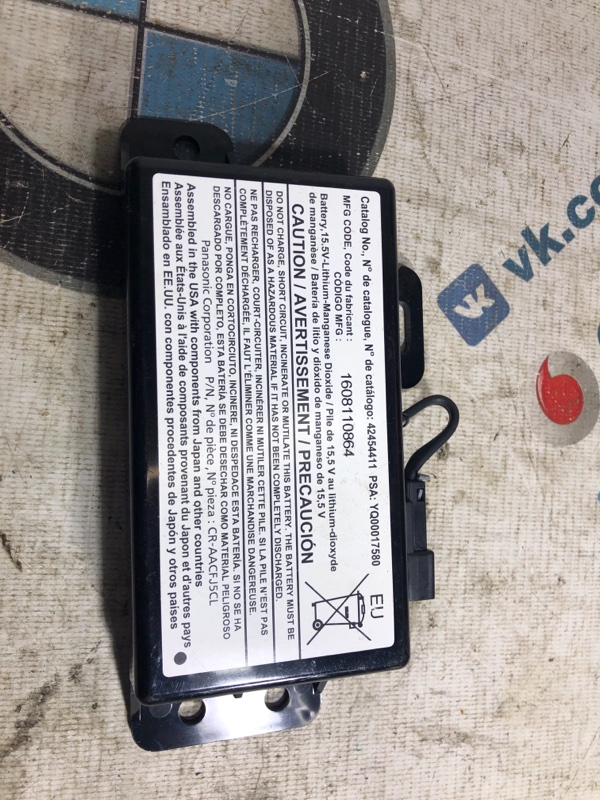 Catalog No., N° de catalogue, N° de catálogo: 42454411 PSA: YQ00017580
MFG CODE, Code du fabricant :
CÓDIGO MFG :
1608110864
Battery,15.5V-Lithium-Manganese Dioxide / Pile de 15,5 V au lithium-dioxyde
de manganèse / Batería de litio y dióxido de manganeso de 15,5 V
EU
CAUTION / AVERTISSEMENT / PRECAUCIÓN
DO NOT CHARGE, SHORT CIRCUIT, INCINERATE OR MUTILATE THIS BATTERY. THE BATTERY MUST BE
DISPOSED OF AS A HAZARDOUS MATERIAL IF IT HAS NOT BEEN COMPLETELY DISCHARGED.
NE PAS RECHARGER, COURT-CIRCUITER, INCINÉRER NI MUTILER CETTE PILE. SI LA PILE N'EST PAS
COMPLÈTEMENT DÉCHARGÉE, IL FAUT L'ÉLIMINER COMME UNE MARCHANDISE DANGEREUSE.
NO CARGUE, PONGA EN CORTOCIRCUITO, INCINERE, NI DESPEDACE ESTA BATERÍA. SI NO SE HA
DESCARGADO POR COMPLETO, ESTA BATERÍA SE DEBE DESECHAR COMO MATERIAL PELIGROSO
Panasonic Corporation P/N, N° de pièce, N° pieza : CR-AACFJ5CL
Assembled in the USA with components from Japan and other countries
Assemblée aux États-Unis à l'aide de composants provenant du Japon et d'autres pays
Ensamblado en EE.UU. con componentes procedentes de Japón y otros países
vk.co